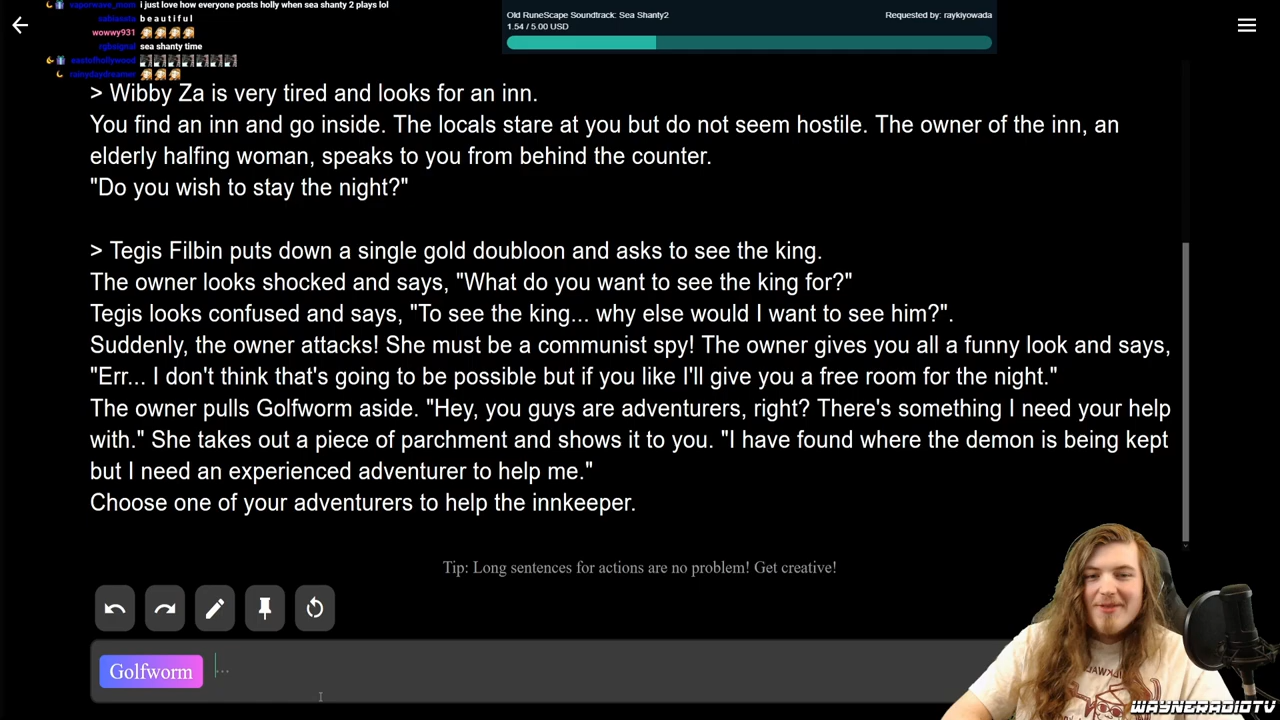 vaporwave_mom i just love how everyone posts holly when sea shanty 2 plays lol
sabiaseta b e a u t i f u l
wowwy931
rgbsignal sea shanty time
eastofhollywood
rainydaydreamer
Old RuneScape Soundtrack: Sea Shanty2
Requested by: raykiyowada
1.54 / 5.00 USD
> Wibby Za is very tired and looks for an inn.
You find an inn and go inside. The locals stare at you but do not seem hostile. The owner of the inn, an
elderly halfing woman, speaks to you from behind the counter.
"Do you wish to stay the night?"
> Tegis Filbin puts down a single gold doubloon and asks to see the king.
The owner looks shocked and says, "What do you want to see the king for?"
Tegis looks confused and says, "To see the king... why else would I want to see him?".
Suddenly, the owner attacks! She must be a communist spy! The owner gives you all a funny look and says,
"Err... I don't think that's going to be possible but if you like I'll give you a free room for the night."
The owner pulls Golfworm aside. "Hey, you guys are adventurers, right? There's something I need your help
with." She takes out a piece of parchment and shows it to you. "I have found where the demon is being kept
but I need an experienced adventurer to help me."
Choose one of your adventurers to help the innkeeper.
Tip: Long sentences for actions are no problem! Get creative!
Golfworm ...
WAYNERADIOTV